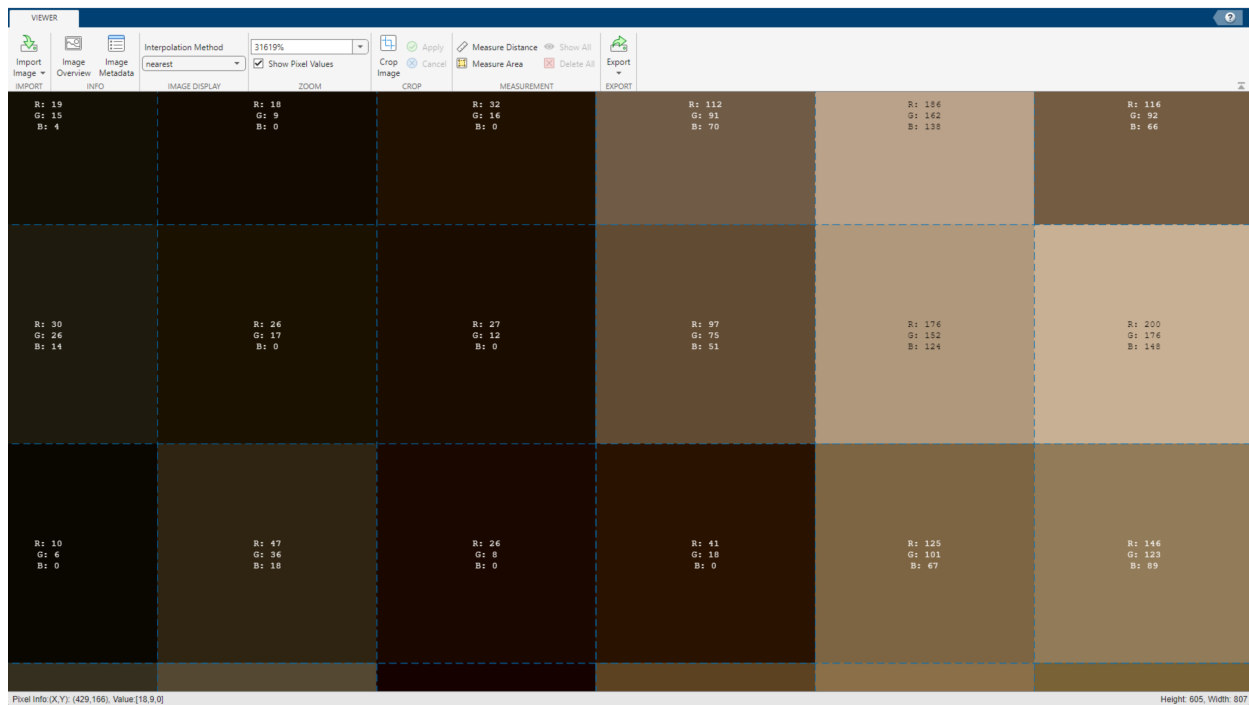 VIEWER
?
Import
Image
Image
Overview
Image
Metadata
Interpolation Method
nearest
31619%
Show Pixel Values
Crop
Image
Apply
Cancel
Measure Distance
Measure Area
Show All
Delete All
Export
IMPORT
INFO
IMAGE DISPLAY
ZOOM
CROP
MEASUREMENT
EXPORT
R: 19
G: 15
B: 4
R: 18
G: 9
B: 0
R: 32
G: 16
B: 0
R: 112
G: 91
B: 70
R: 186
G: 162
B: 138
R: 116
G: 92
B: 66
R: 30
G: 26
B: 14
R: 26
G: 17
B: 0
R: 27
G: 12
B: 0
R: 97
G: 75
B: 51
R: 176
G: 152
B: 124
R: 200
G: 176
B: 148
R: 10
G: 6
B: 0
R: 47
G: 36
B: 18
R: 26
G: 8
B: 0
R: 41
G: 18
B: 0
R: 125
G: 101
B: 67
R: 146
G: 123
B: 89
Pixel Info:(X,Y): (429,166), Value:[18,9,0]
Height: 605, Width: 807